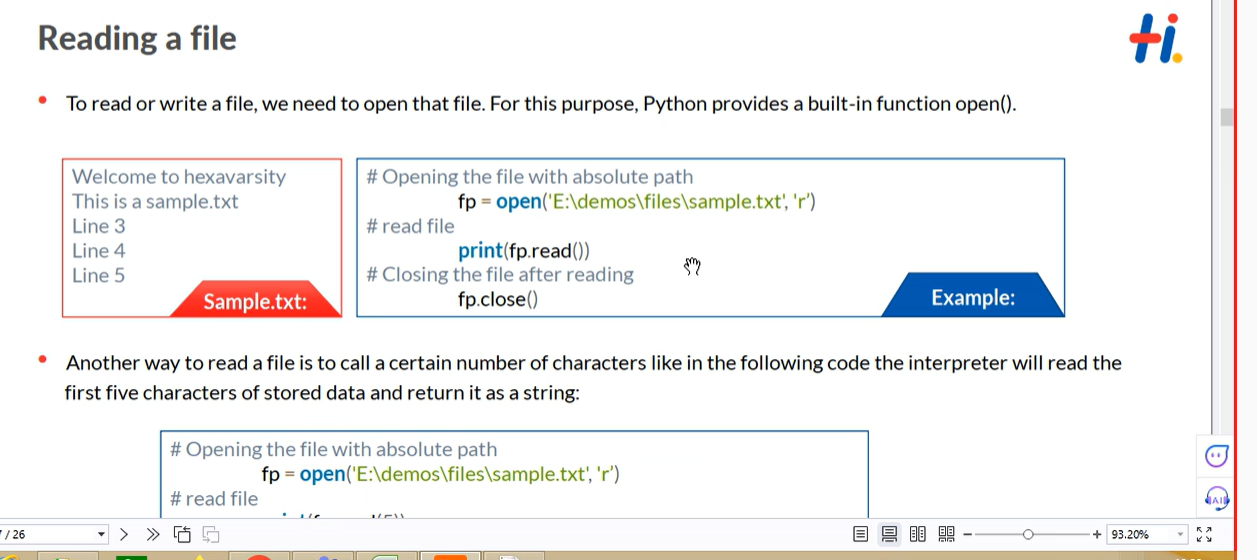 Reading a file
Hi
• To read or write a file, we need to open that file. For this purpose, Python provides a built-in function open().
Welcome to hexavarsity
This is a sample.txt
Line 3
Line 4
Line 5
Sample.txt:
# Opening the file with absolute path
fp = open('E:\demos\files\sample.txt', 'r')
# read file
print(fp.read())
# Closing the file after reading
fp.close()
Example:
• Another way to read a file is to call a certain number of characters like in the following code the interpreter will read the
first five characters of stored data and return it as a string:
# Opening the file with absolute path
fp = open('E:\demos\files\sample.txt', 'r')
# read file
/ 26
AI
93.20%